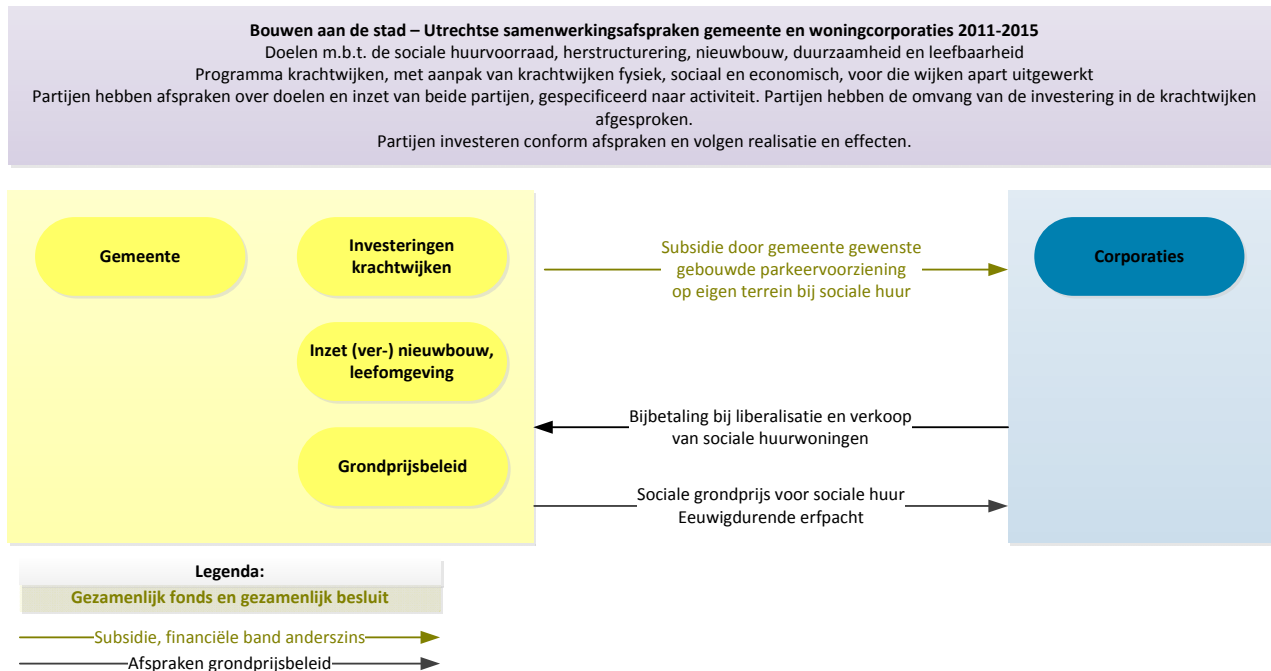 Bouwen aan de stad – Utrechtse samenwerkingsafspraken gemeente en woningcorporaties 2011-2015
Doelen m.b.t. de sociale huurvoorraad, herstructurering, nieuwbouw, duurzaamheid en leefbaarheid
Programma krachtwijken, met aanpak van krachtwijken fysiek, sociaal en economisch, voor die wijken apart uitgewerkt
Partijen hebben afspraken over doelen en inzet van beide partijen, gespecificeerd naar activiteit. Partijen hebben de omvang van de investering in de krachtwijken
afgesproken.
Partijen investeren conform afspraken en volgen realisatie en effecten.
Gemeente
Investeringen
krachtwijken
Subsidie door gemeente gewenste
gebouwde parkeervoorziening
op eigen terrein bij sociale huur
Corporaties
Inzet (ver-) nieuwbouw,
leefomgeving
Bijbetaling bij liberalisatie en verkoop
van sociale huurwoningen
Grondprijsbeleid
Sociale grondprijs voor sociale huur
Eeuwigdurende erfpacht
Legenda:
Gezamenlijk fonds en gezamenlijk besluit
Subsidie, financiële band anderszins
Afspraken grondprijsbeleid